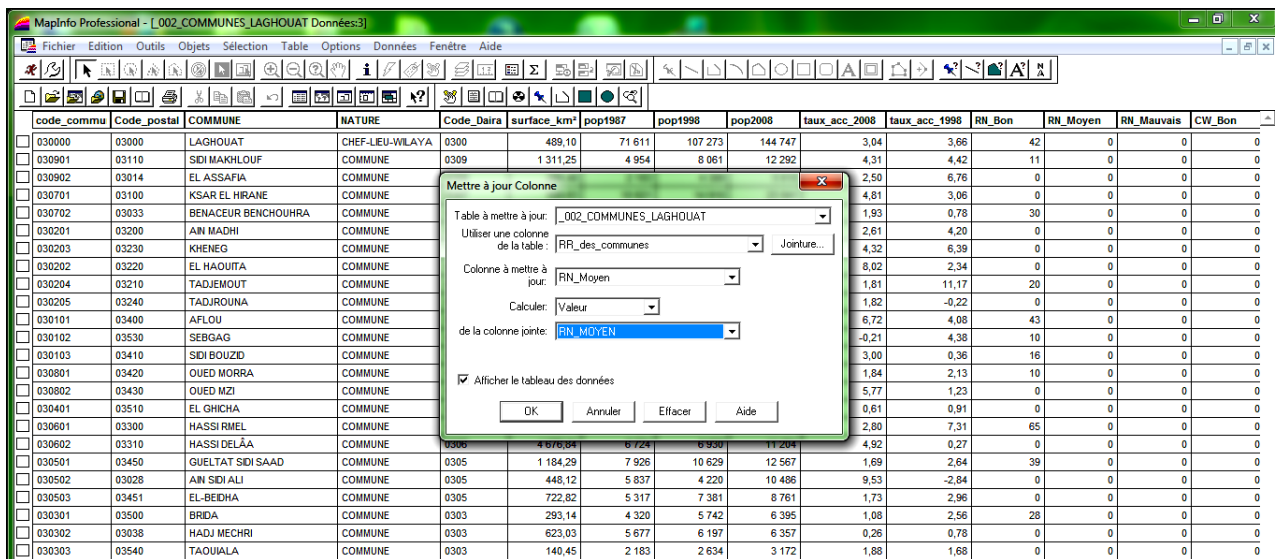 MapInfo Professional - [_002_COMMUNES_LAGHOUAT Données:3]
Fichier Edition Outils Objets Sélection Table Options Données Fenêtre Aide
code_commu Code_postal COMMUNE NATURE Code_Daira surface_km² pop1987 pop1998 pop2008 taux_acc_2008 taux_acc_1998 RN_Bon RN_Moyen RN_Mauvais CW_Bon
030000 03000 LAGHOUAT CHEF-LIEU-WILAYA 0300 489,10 71 611 107 273 144 747 3,04 3,66 42 0 0 0
030901 03110 SIDI MAKHLOUF COMMUNE 0309 1 311,25 4 954 8 061 12 292 4,31 4,42 11 0 0 0
030902 03014 EL ASSAFIA COMMUNE 2,50 6,76 0 0 0 0
030701 03100 KSAR EL HIRANE COMMUNE 4,81 3,06 0 0 0 0
030702 03033 BENACEUR BENCHOUHRA COMMUNE 1,93 0,78 30 0 0 0
030201 03200 AIN MADHI COMMUNE 2,61 4,20 0 0 0 0
030203 03230 KHENEG COMMUNE 4,32 6,39 0 0 0 0
030202 03220 EL HAOUITA COMMUNE 8,02 2,34 0 0 0 0
030204 03210 TADJEMOUT COMMUNE 1,81 11,17 20 0 0 0
030205 03240 TADJROUNA COMMUNE 1,82 -0,22 0 0 0 0
030101 03400 AFLOU COMMUNE 6,72 4,08 43 0 0 0
030102 03530 SEBGAG COMMUNE -0,21 4,38 10 0 0 0
030103 03410 SIDI BOUZID COMMUNE 3,00 0,36 16 0 0 0
030801 03420 OUED MORRA COMMUNE 1,84 2,13 10 0 0 0
030802 03430 OUED MZI COMMUNE 5,77 1,23 0 0 0 0
030401 03510 EL GHICHA COMMUNE 0,61 0,91 0 0 0 0
030601 03300 HASSI RMEL COMMUNE 2,80 7,31 65 0 0 0
030602 03310 HASSI DELÂA COMMUNE 0306 4 676,84 6 724 6 930 11 204 4,92 0,27 0 0 0 0
030501 03450 GUELTAT SIDI SAAD COMMUNE 0305 1 184,29 7 926 10 629 12 567 1,69 2,64 39 0 0 0
030502 03028 AIN SIDI ALI COMMUNE 0305 448,12 5 837 4 220 10 486 9,53 -2,84 0 0 0 0
030503 03451 EL-BEIDHA COMMUNE 0305 722,82 5 317 7 381 8 761 1,73 2,96 0 0 0 0
030301 03500 BRIDA COMMUNE 0303 293,14 4 320 5 742 6 395 1,08 2,56 28 0 0 0
030302 03038 HADJ MECHRI COMMUNE 0303 623,03 5 677 6 197 6 357 0,26 0,78 0 0 0 0
030303 03540 TAOUIALA COMMUNE 0303 140,45 2 183 2 634 3 172 1,88 1,68 0 0 0 0
Mettre à jour Colonne
Table à mettre à jour: _002_COMMUNES_LAGHOUAT
Utiliser une colonne
de la table : RR_des_communes Jointure...
Colonne à mettre à
jour: RN_Moyen
Calculer: Valeur
de la colonne jointe: RN_MOYEN
Afficher le tableau des données
OK Annuler Effacer Aide